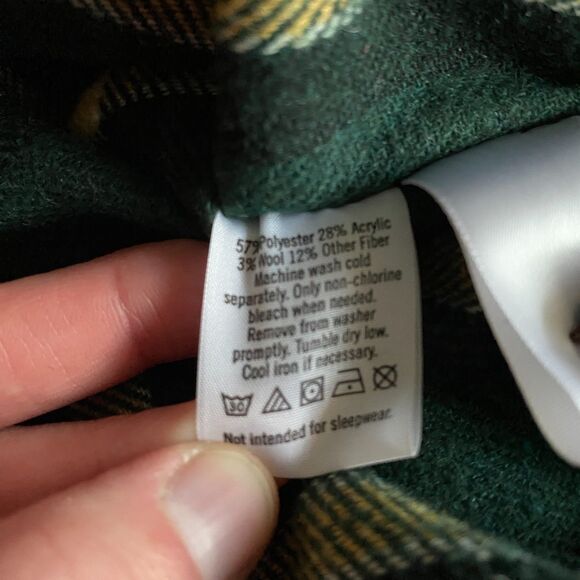 57% Polyester 28% Acrylic
3% Wool 12% Other Fiber
Machine wash cold
separately. Only non-chlorine
bleach when needed.
Remove from washer
promptly. Tumble dry low.
Cool iron if necessary.
30
Not intended for sleepwear.